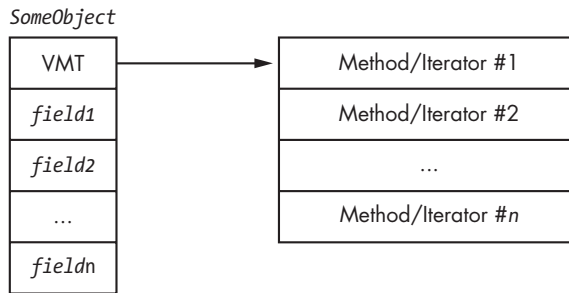 SomeObject
VMT
field1
field2
...
fieldn
Method/Iterator #1
Method/Iterator #2
...
Method/Iterator #n